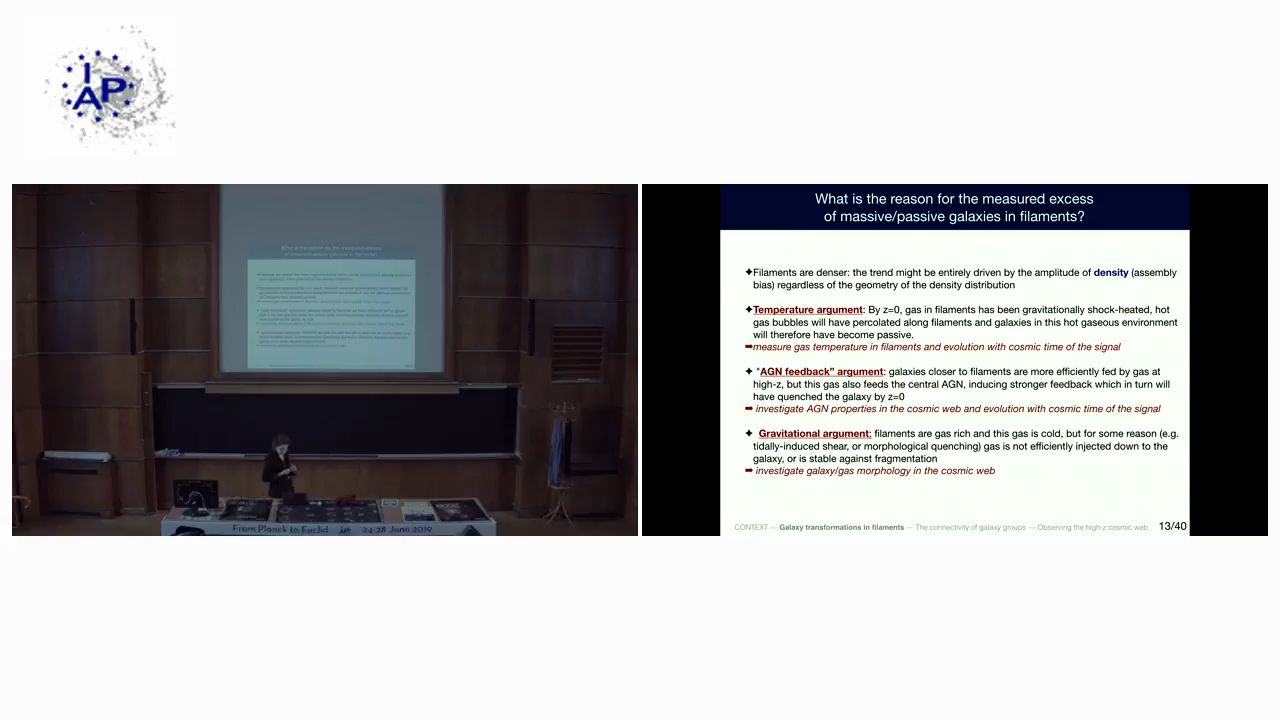 I
AP
What is the reason for the measured excess
of massive/passive galaxies in filaments?
✦Filaments are denser: the trend might be entirely driven by the amplitude of density (assembly
bias) regardless of the geometry of the density distribution
✦Temperature argument: By z=0, gas in filaments has been gravitationally shock-heated, hot
gas bubbles will have percolated along filaments and galaxies in this hot gaseous environment
will therefore have become passive.
➡measure gas temperature in filaments and evolution with cosmic time of the signal
✦ "AGN feedback” argument: galaxies closer to filaments are more efficiently fed by gas at
high-z, but this gas also feeds the central AGN, inducing stronger feedback which in turn will
have quenched the galaxy by z=0
➡ investigate AGN properties in the cosmic web and evolution with cosmic time of the signal
✦ Gravitational argument: filaments are gas rich and this gas is cold, but for some reason (e.g.
tidally-induced shear, or morphological quenching) gas is not efficiently injected down to the
galaxy, or is stable against fragmentation
➡ investigate galaxy/gas morphology in the cosmic web
CONTEXT — Galaxy transformations in filaments — The connectivity of galaxy groups — Observing the high-z cosmic web 13/40
From Planck to Euclid 24-28 June 2019